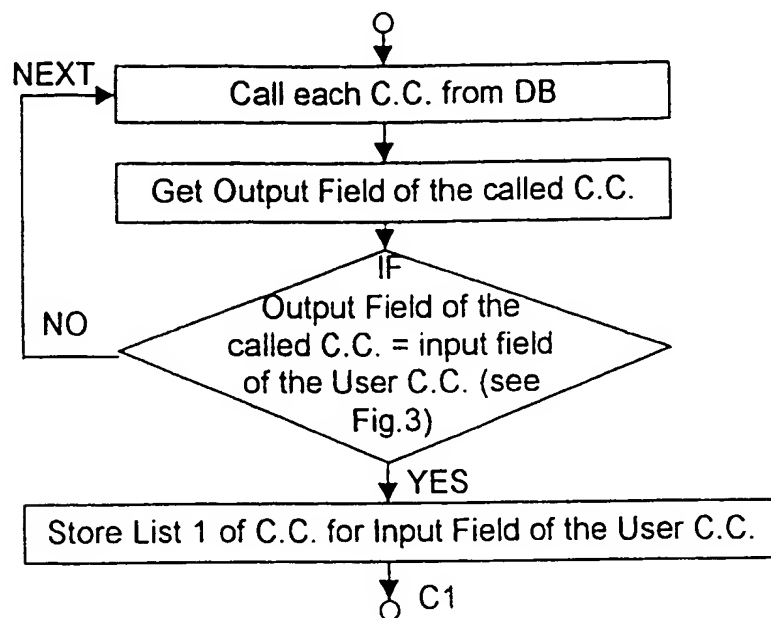 NEXT
Call each C.C. from DB
Get Output Field of the called C.C.
IF
Output Field of the
called C.C. = input field
of the User C.C. (see
Fig.3)
NO
YES
Store List 1 of C.C. for Input Field of the User C.C.
C1